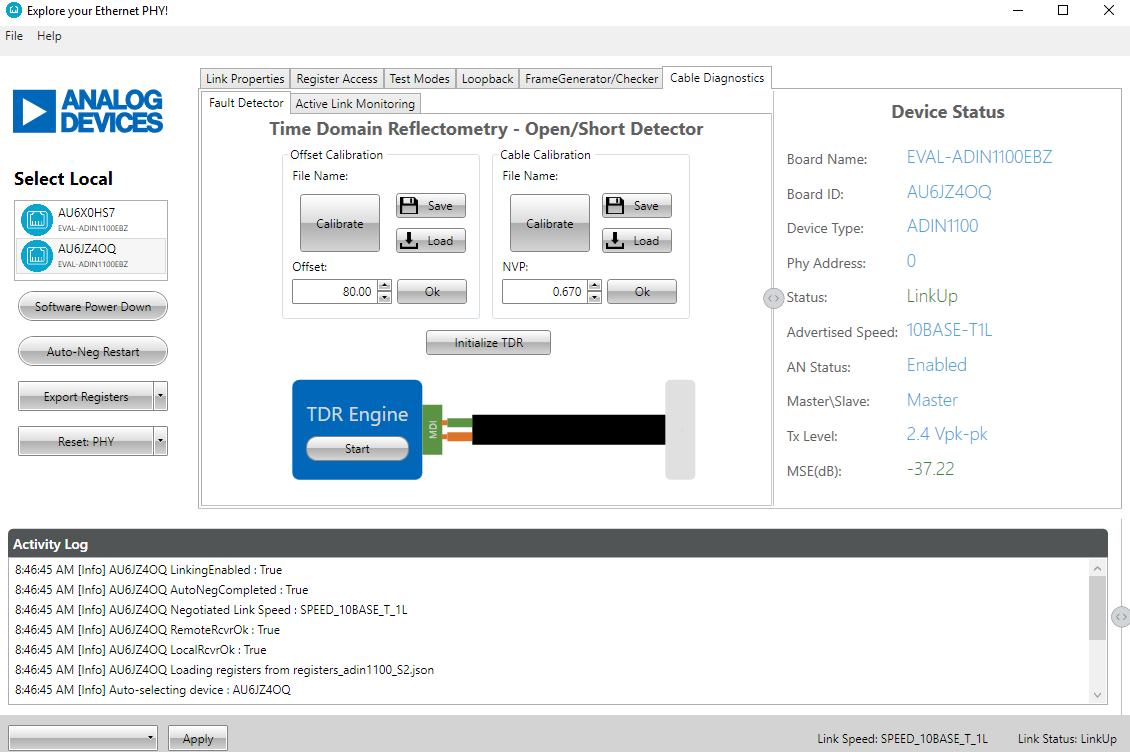 Explore your Ethernet PHY!
File Help
ANALOG
DEVICES
Select Local
AU6X0HS7
EVAL-ADIN1100EBZ
AU6JZ4OQ
EVAL-ADIN1100EBZ
Software Power Down
Auto-Neg Restart
Export Registers
Reset: PHY
Link Properties Register Access Test Modes Loopback FrameGenerator/Checker Cable Diagnostics
Fault Detector Active Link Monitoring
Time Domain Reflectometry - Open/Short Detector
Offset Calibration
File Name:
Calibrate
Save
Load
Offset:
80.00 Ok
Cable Calibration
File Name:
Calibrate
Save
Load
NVP:
0.670 Ok
Initialize TDR
TDR Engine
Start
MDI
Device Status
Board Name: EVAL-ADIN1100EBZ
Board ID: AU6JZ4OQ
Device Type: ADIN1100
Phy Address: 0
Status: LinkUp
Advertised Speed: 10BASE-T1L
AN Status: Enabled
Master\Slave: Master
Tx Level: 2.4 Vpk-pk
MSE(dB): -37.22
Activity Log
8:46:45 AM [Info] AU6JZ4OQ LinkingEnabled : True
8:46:45 AM [Info] AU6JZ4OQ AutoNegCompleted : True
8:46:45 AM [Info] AU6JZ4OQ Negotiated Link Speed : SPEED_10BASE_T_1L
8:46:45 AM [Info] AU6JZ4OQ RemoteRcvrOk : True
8:46:45 AM [Info] AU6JZ4OQ LocalRcvrOk : True
8:46:45 AM [Info] AU6JZ4OQ Loading registers from registers_adin1100_S2.json
8:46:45 AM [Info] Auto-selecting device : AU6JZ4OQ
Apply
Link Speed: SPEED_10BASE_T_1L Link Status: LinkUp